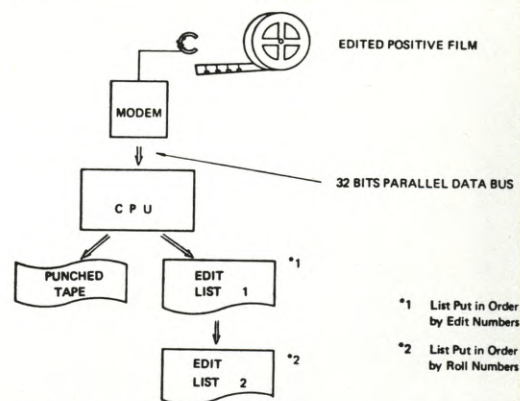 EDITED POSITIVE FILM
MODEM
32 BITS PARALLEL DATA BUS
C P U
PUNCHED
TAPE
EDIT
LIST 1
*1
EDIT
LIST 2
*2
*1 List Put in Order
by Edit Numbers
*2 List Put in Order
by Roll Numbers